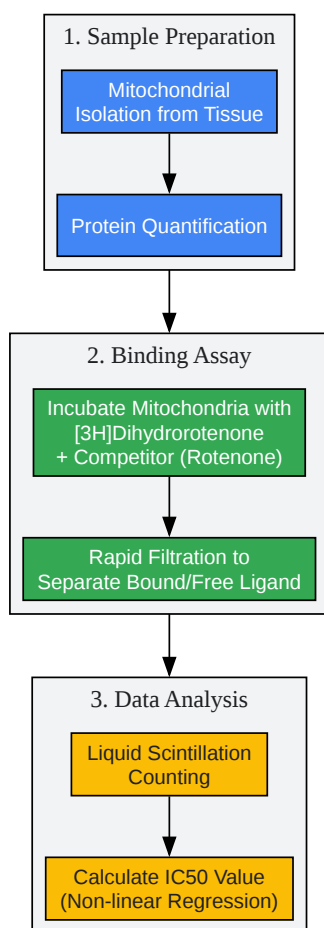 1. Sample Preparation
Mitochondrial
Isolation from Tissue
Protein Quantification
2. Binding Assay
Incubate Mitochondria with
[3H]Dihydrorotenone
+ Competitor (Rotenone)
Rapid Filtration to
Separate Bound/Free Ligand
3. Data Analysis
Liquid Scintillation
Counting
Calculate IC50 Value
(Non-linear Regression)